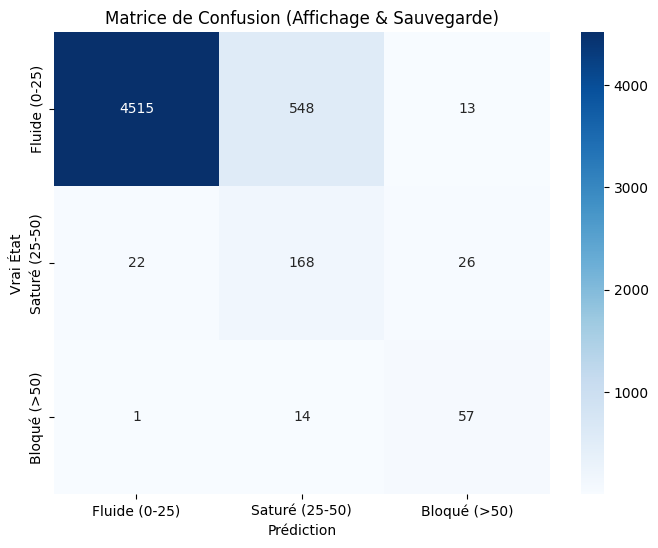 Matrice de Confusion (Affichage & Sauvegarde)
Vrai État
Fluide (0-25)
4515 548 13
Saturé (25-50)
22 168 26
Bloqué (>50)
1 14 57
Fluide (0-25) Saturé (25-50) Bloqué (>50)
Prédiction
4000
3000
2000
1000